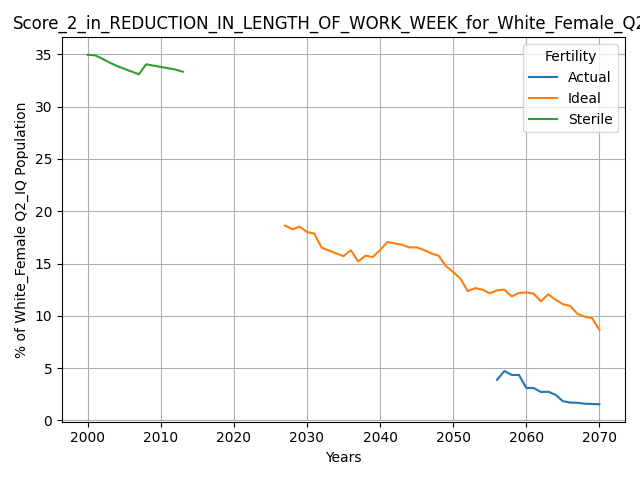 Score_2_in_REDUCTION_IN_LENGTH_OF_WORK_WEEK_for_White_Female_Q2
Fertility
Actual
Ideal
Sterile
% of White_Female Q2_IQ Population
35
30
25
20
15
10
5
0
2000 2010 2020 2030 2040 2050 2060 2070
Years